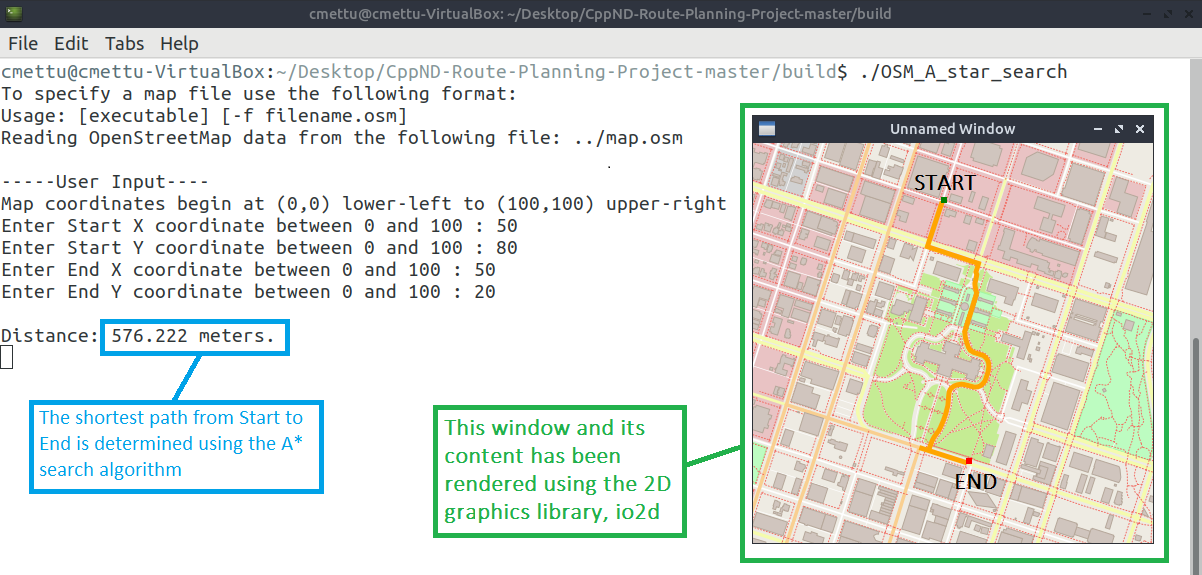 cmettu@cmettu-VirtualBox: ~/Desktop/CppND-Route-Planning-Project-master/build
File Edit Tabs Help
cmettu@cmettu-VirtualBox:~/Desktop/CppND-Route-Planning-Project-master/build$ ./OSM_A_star_search
To specify a map file use the following format:
Usage: [executable] [-f filename.osm]
Reading OpenStreetMap data from the following file: ../map.osm
-----User Input----
Map coordinates begin at (0,0) lower-left to (100,100) upper-right
Enter Start X coordinate between 0 and 100 : 50
Enter Start Y coordinate between 0 and 100 : 80
Enter End X coordinate between 0 and 100 : 50
Enter End Y coordinate between 0 and 100 : 20
Distance: 576.222 meters.
The shortest path from Start to
End is determined using the A*
search algorithm
This window and its
content has been
rendered using the 2D
graphics library, io2d
Unnamed Window
START
END